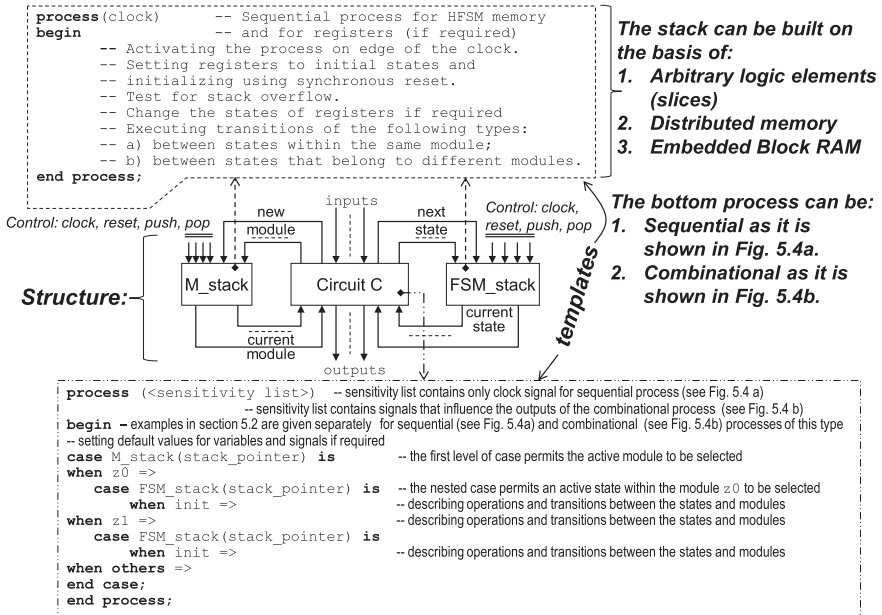 process(clock) -- Sequential process for HFSM memory
begin -- and for registers (if required)
-- Activating the process on edge of the clock.
-- Setting registers to initial states and
-- initializing using synchronous reset.
-- Test for stack overflow.
-- Change the states of registers if required
-- Executing transitions of the following types:
-- a) between states within the same module;
-- b) between states that belong to different modules.
end process;
The stack can be built on
the basis of:
1. Arbitrary logic elements
(slices)
2. Distributed memory
3. Embedded Block RAM
The bottom process can be:
1. Sequential as it is
shown in Fig. 5.4a.
2. Combinational as it is
shown in Fig. 5.4b.
templates
Structure:
Control: clock, reset, push, pop
new
module
inputs
next
state
Control: clock,
reset, push, pop
M_stack
Circuit C
FSM_stack
current
module
current
state
outputs
process (<sensitivity list>) -- sensitivity list contains only clock signal for sequential process (see Fig. 5.4 a)
-- sensitivity list contains signals that influence the outputs of the combinational process (see Fig. 5.4 b)
begin – examples in section 5.2 are given separately for sequential (see Fig. 5.4a) and combinational (see Fig. 5.4b) processes of this type
-- setting default values for variables and signals if required
case M_stack(stack_pointer) is -- the first level of case permits the active module to be selected
when z0 =>
case FSM_stack(stack_pointer) is -- the nested case permits an active state within the module z0 to be selected
when init => -- describing operations and transitions between the states and modules
when z1 => -- describing operations and transitions between the states and modules
case FSM_stack(stack_pointer) is
when init => -- describing operations and transitions between the states and modules
when others =>
end case;
end process;